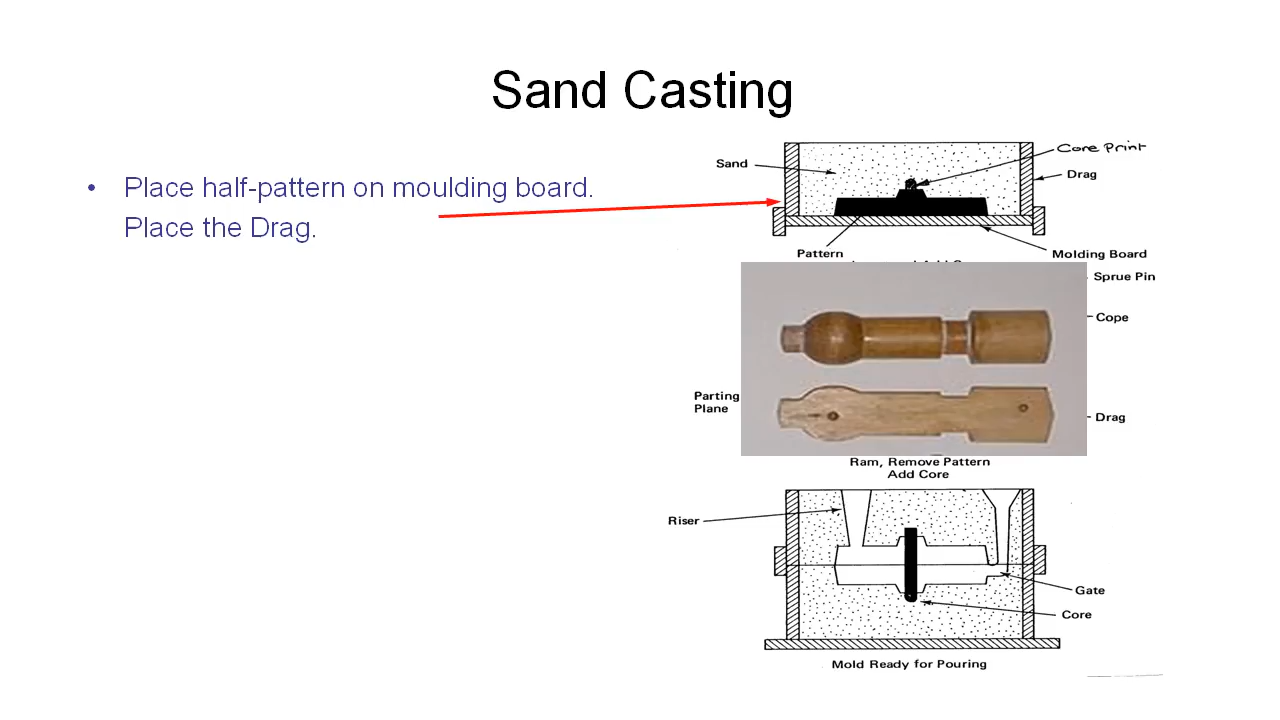 Sand Casting
• Place half-pattern on moulding board.
Place the Drag.
Core Print
Sand
Drag
Pattern
Molding Board
Sprue Pin
Cope
Parting
Plane
Drag
Ram, Remove Pattern
Add Core
Riser
Gate
Core
Mold Ready for Pouring